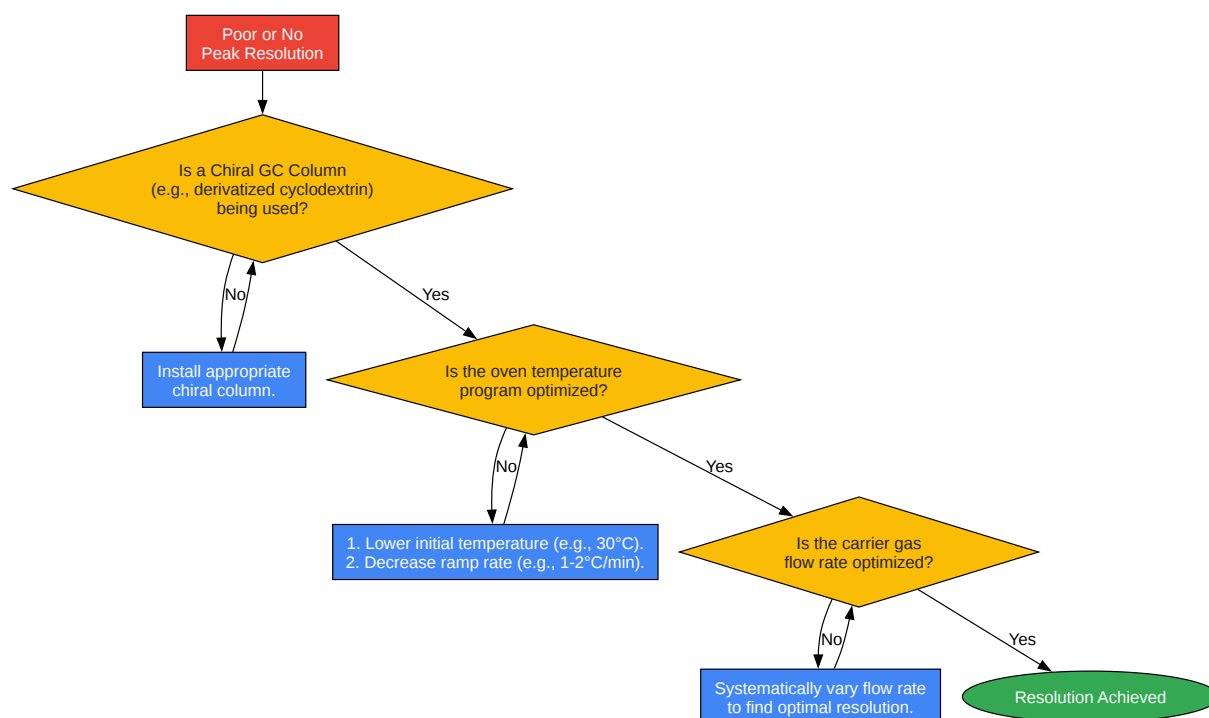 Poor or No
Peak Resolution
Is a Chiral GC Column
(e.g., derivatized cyclodextrin)
being used?
No
Yes
Install appropriate
chiral column.
Is the oven temperature
program optimized?
No
Yes
1. Lower initial temperature (e.g., 30°C).
2. Decrease ramp rate (e.g., 1-2°C/min).
Is the carrier gas
flow rate optimized?
No
Yes
Systematically vary flow rate
to find optimal resolution.
Resolution Achieved